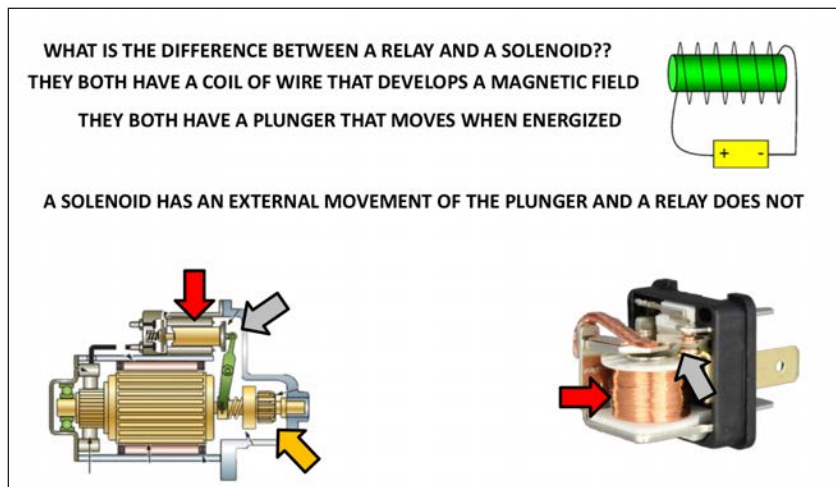 WHAT IS THE DIFFERENCE BETWEEN A RELAY AND A SOLENOID??
THEY BOTH HAVE A COIL OF WIRE THAT DEVELOPS A MAGNETIC FIELD
THEY BOTH HAVE A PLUNGER THAT MOVES WHEN ENERGIZED
+ -
A SOLENOID HAS AN EXTERNAL MOVEMENT OF THE PLUNGER AND A RELAY DOES NOT